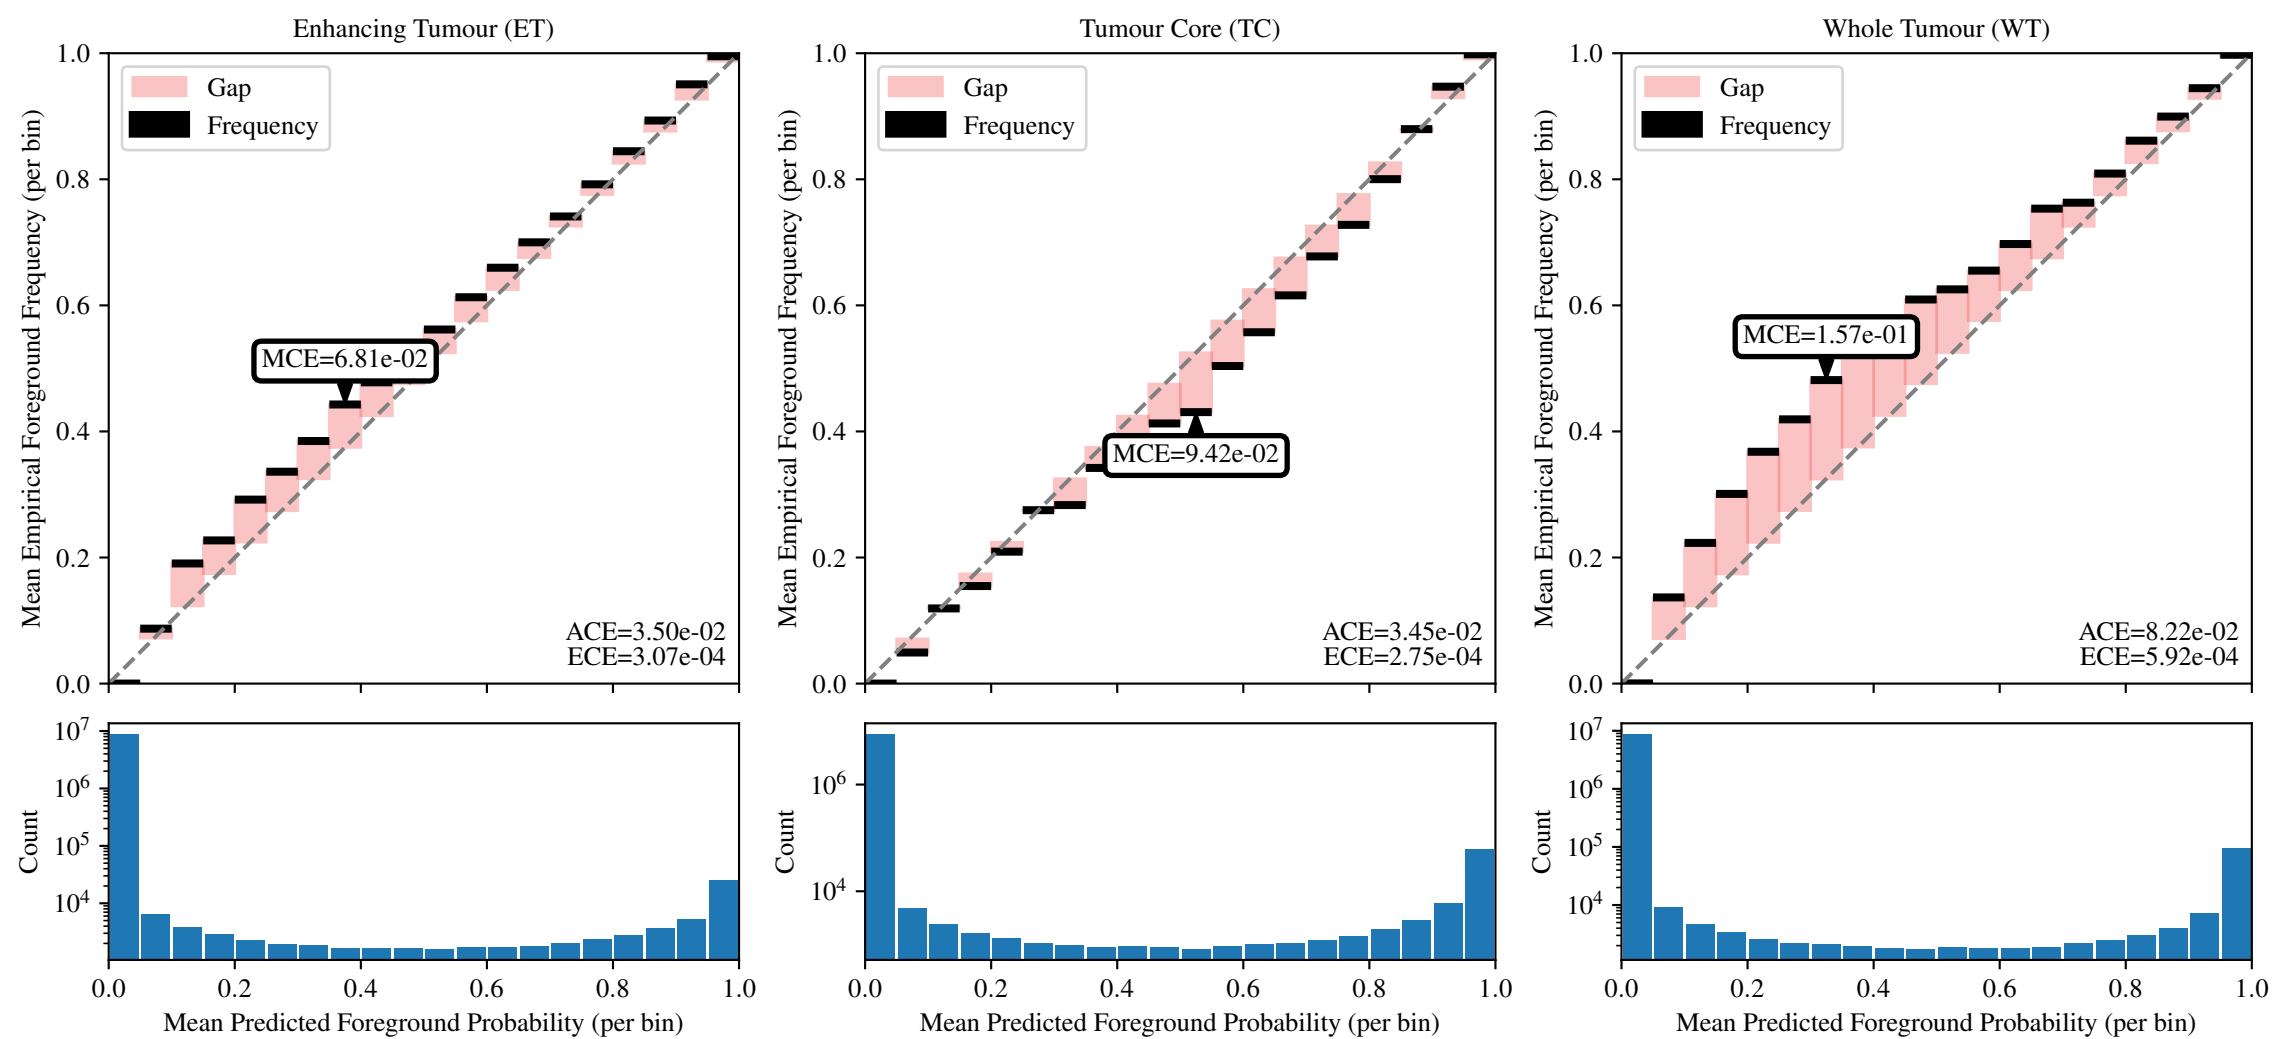 Enhancing Tumour (ET)
Mean Empirical Foreground Frequency (per bin)
1.0
0.8
0.6
0.4
0.2
0.0
Gap
Frequency
MCE=6.81e-02
ACE=3.50e-02
ECE=3.07e-04
Count
10^7
10^6
10^5
10^4
0.0 0.2 0.4 0.6 0.8 1.0
Mean Predicted Foreground Probability (per bin)
Tumour Core (TC)
Mean Empirical Foreground Frequency (per bin)
1.0
0.8
0.6
0.4
0.2
0.0
Gap
Frequency
MCE=9.42e-02
ACE=3.45e-02
ECE=2.75e-04
Count
10^6
10^4
0.0 0.2 0.4 0.6 0.8 1.0
Mean Predicted Foreground Probability (per bin)
Whole Tumour (WT)
Mean Empirical Foreground Frequency (per bin)
1.0
0.8
0.6
0.4
0.2
0.0
Gap
Frequency
MCE=1.57e-01
ACE=8.22e-02
ECE=5.92e-04
Count
10^7
10^6
10^5
10^4
0.0 0.2 0.4 0.6 0.8 1.0
Mean Predicted Foreground Probability (per bin)